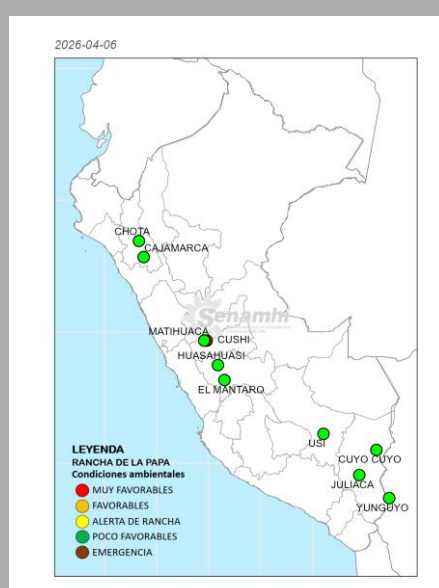 2026-04-06
CHOTA
CAJAMARCA
Senamhi
MATIHUACA
CUSHI
HUASAHUASI
EL MANTARO
USI
CUYO CUYO
JULIACA
YUNGUYO
LEYENDA
RANCHA DE LA PAPA
Condiciones ambientales
MUY FAVORABLES
FAVORABLES
ALERTA DE RANCHA
POCO FAVORABLES
EMERGENCIA